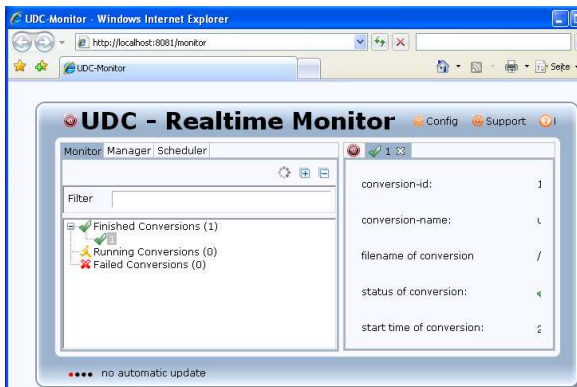 UDC-Monitor - Windows Internet Explorer
http://localhost:8081/monitor
UDC-Monitor
Seite
UDC - Realtime Monitor
Config
Support
Monitor Manager Scheduler
1
Filter
Finished Conversions (1)
1
Running Conversions (0)
Failed Conversions (0)
conversion-id:
conversion-name:
filename of conversion
/
status of conversion:
start time of conversion:
2
no automatic update